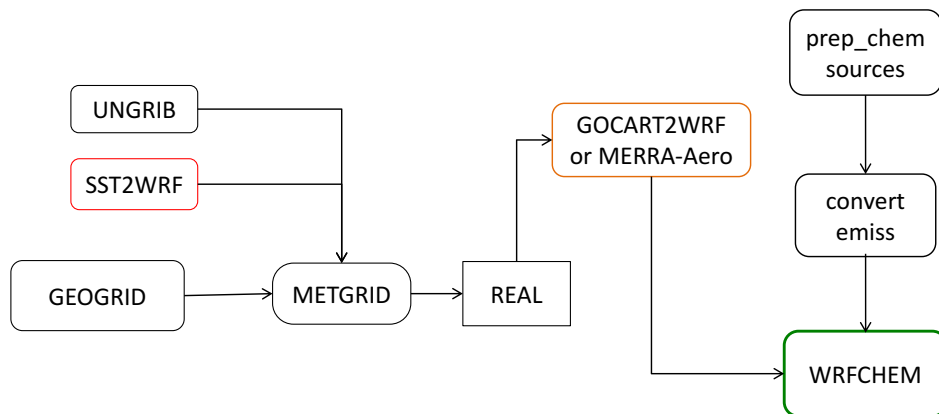 prep_chem
sources
UNGRIB
GOCART2WRF
or MERRA-Aero
SST2WRF
convert
emiss
GEOGRID
METGRID
REAL
WRFCHEM